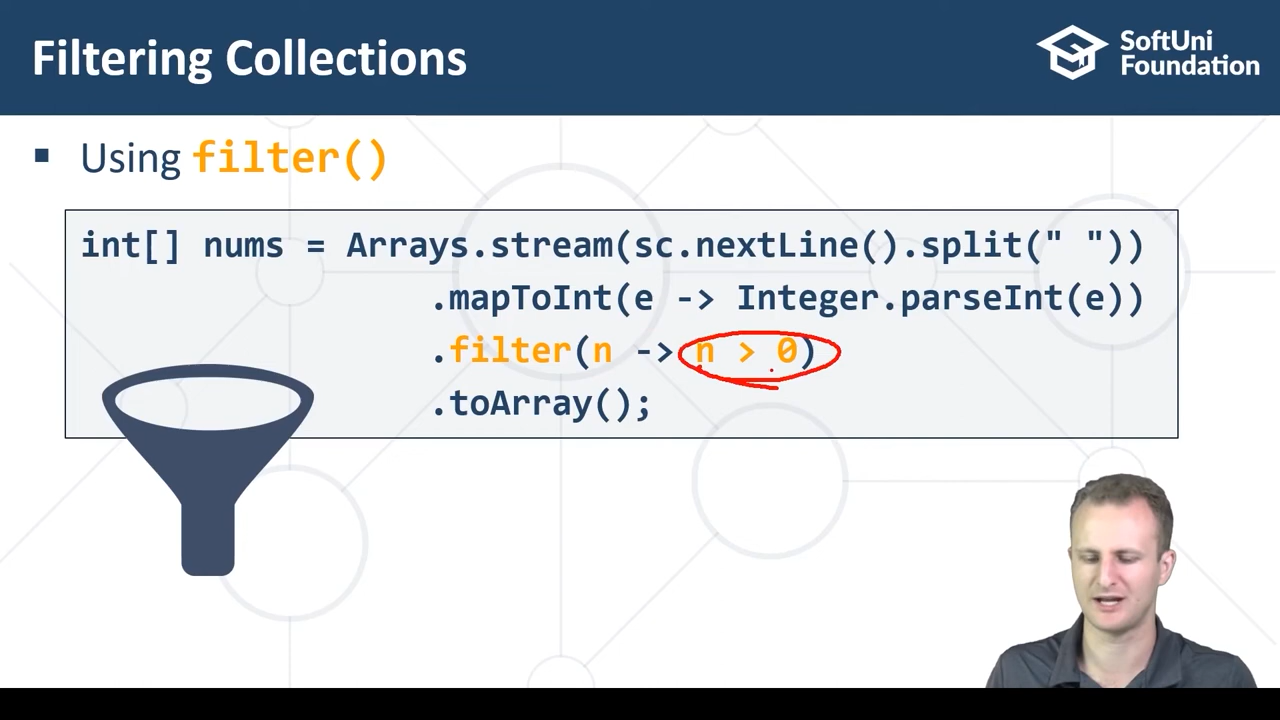 Filtering Collections
SoftUni
Foundation
▪ Using filter()
int[] nums = Arrays.stream(sc.nextLine().split(" "))
.mapToInt(e -> Integer.parseInt(e))
.filter(n -> n > 0)
.toArray();